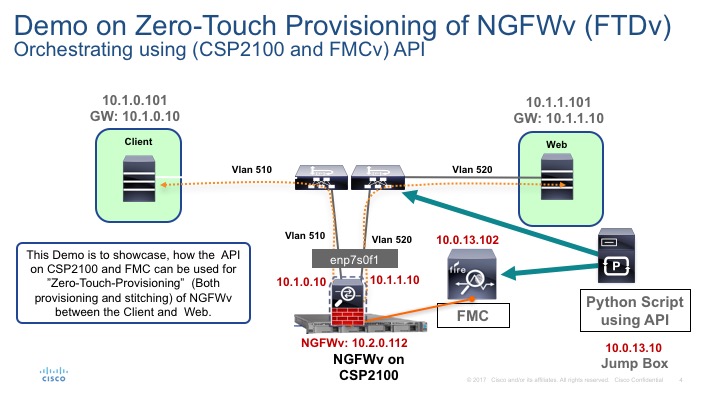 Demo on Zero-Touch Provisioning of NGFWv (FTDv)
Orchestrating using (CSP2100 and FMCv) API
10.1.0.101
GW: 10.1.0.10
Client
10.1.1.101
GW: 10.1.1.10
Web
Vlan 510
Vlan 520
Vlan 510
Vlan 520
enp7s0f1
10.1.0.10
10.1.1.10
10.0.13.102
fire
FMC
P
Python Script
using API
10.0.13.10
Jump Box
This Demo is to showcase, how the API
on CSP2100 and FMC can be used for
"Zero-Touch-Provisioning" (Both
provisioning and stitching) of NGFWv
between the Client and Web.
NGFWv: 10.2.0.112
NGFWv on
CSP2100
CISCO
© 2017 Cisco and/or its affiliates. All rights reserved. Cisco Confidential 4